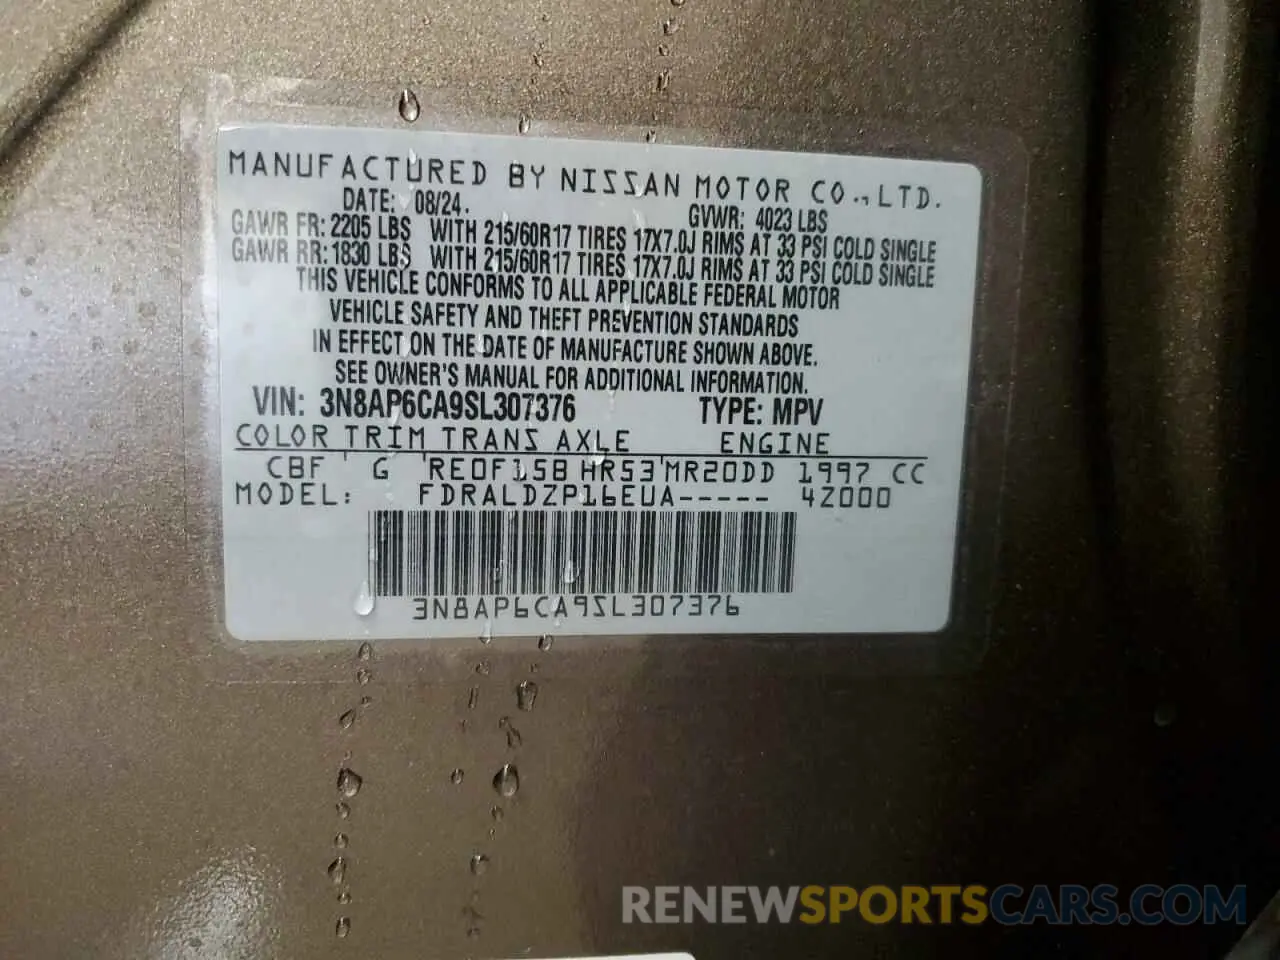 MANUFACTURED BY NISSAN MOTOR CO., LTD.
DATE: 08/24. GVWR: 4023 LBS
GAWR FR: 2205 LBS WITH 215/60R17 TIRES 17X7.0J RIMS AT 33 PSI COLD SINGLE
GAWR RR: 1830 LBS WITH 215/60R17 TIRES 17X7.0J RIMS AT 33 PSI COLD SINGLE
THIS VEHICLE CONFORMS TO ALL APPLICABLE FEDERAL MOTOR
VEHICLE SAFETY AND THEFT PREVENTION STANDARDS
IN EFFECT ON THE DATE OF MANUFACTURE SHOWN ABOVE.
SEE OWNER'S MANUAL FOR ADDITIONAL INFORMATION.
VIN: 3N8AP6CA9SL307376 TYPE: MPV
COLOR TRIM TRANS AXLE ENGINE
CBF G RE0F15B HR53 MR20DD 1997 CC
MODEL: FDRALDZP16EUA----- 4Z000
3N8AP6CA9SL307376
RENEWSPORTSCARS.COM